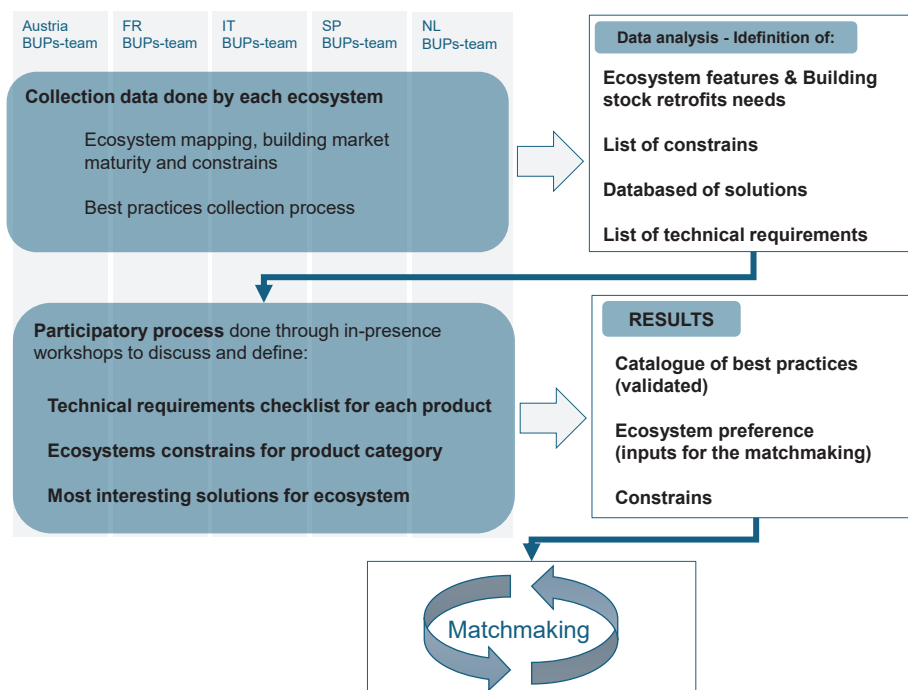 Austria
BUPs-team
FR
BUPs-team
IT
BUPs-team
SP
BUPs-team
NL
BUPs-team
Collection data done by each ecosystem
Ecosystem mapping, building market
maturity and constrains
Best practices collection process
Data analysis - Idefinition of:
Ecosystem features & Building
stock retrofits needs
List of constrains
Databased of solutions
List of technical requirements
Participatory process done through in-presence
workshops to discuss and define:
Technical requirements checklist for each product
Ecosystems constrains for product category
Most interesting solutions for ecosystem
RESULTS
Catalogue of best practices
(validated)
Ecosystem preference
(inputs for the matchmaking)
Constrains
Matchmaking